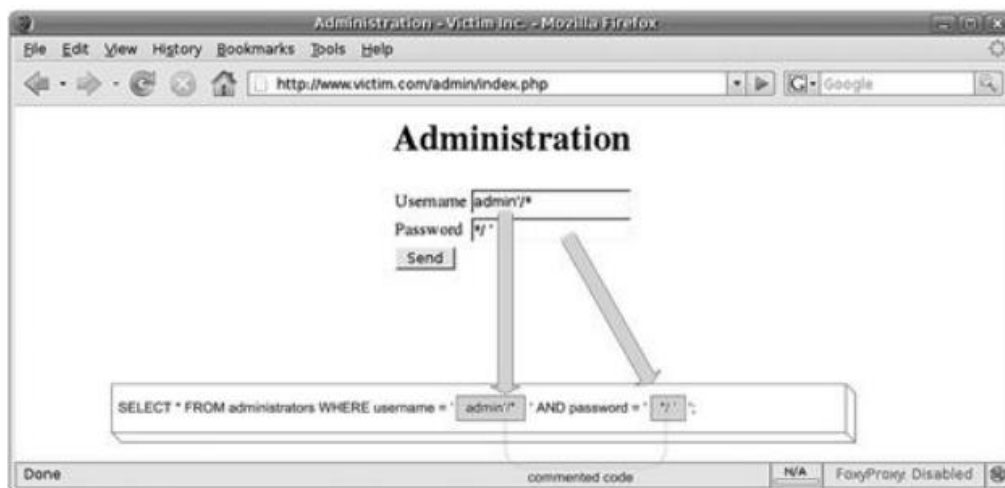 Administration - Victim Inc. - Mozilla Firefox
File Edit View History Bookmarks Tools Help
http://www.victim.com/admin/index.php G Google
Administration
Username admin'/*
Password */ '
Send
SELECT * FROM administrators WHERE username = ' admin'/* ' AND password = ' */ ' ';
commented code
Done N/A FoxyProxy: Disabled